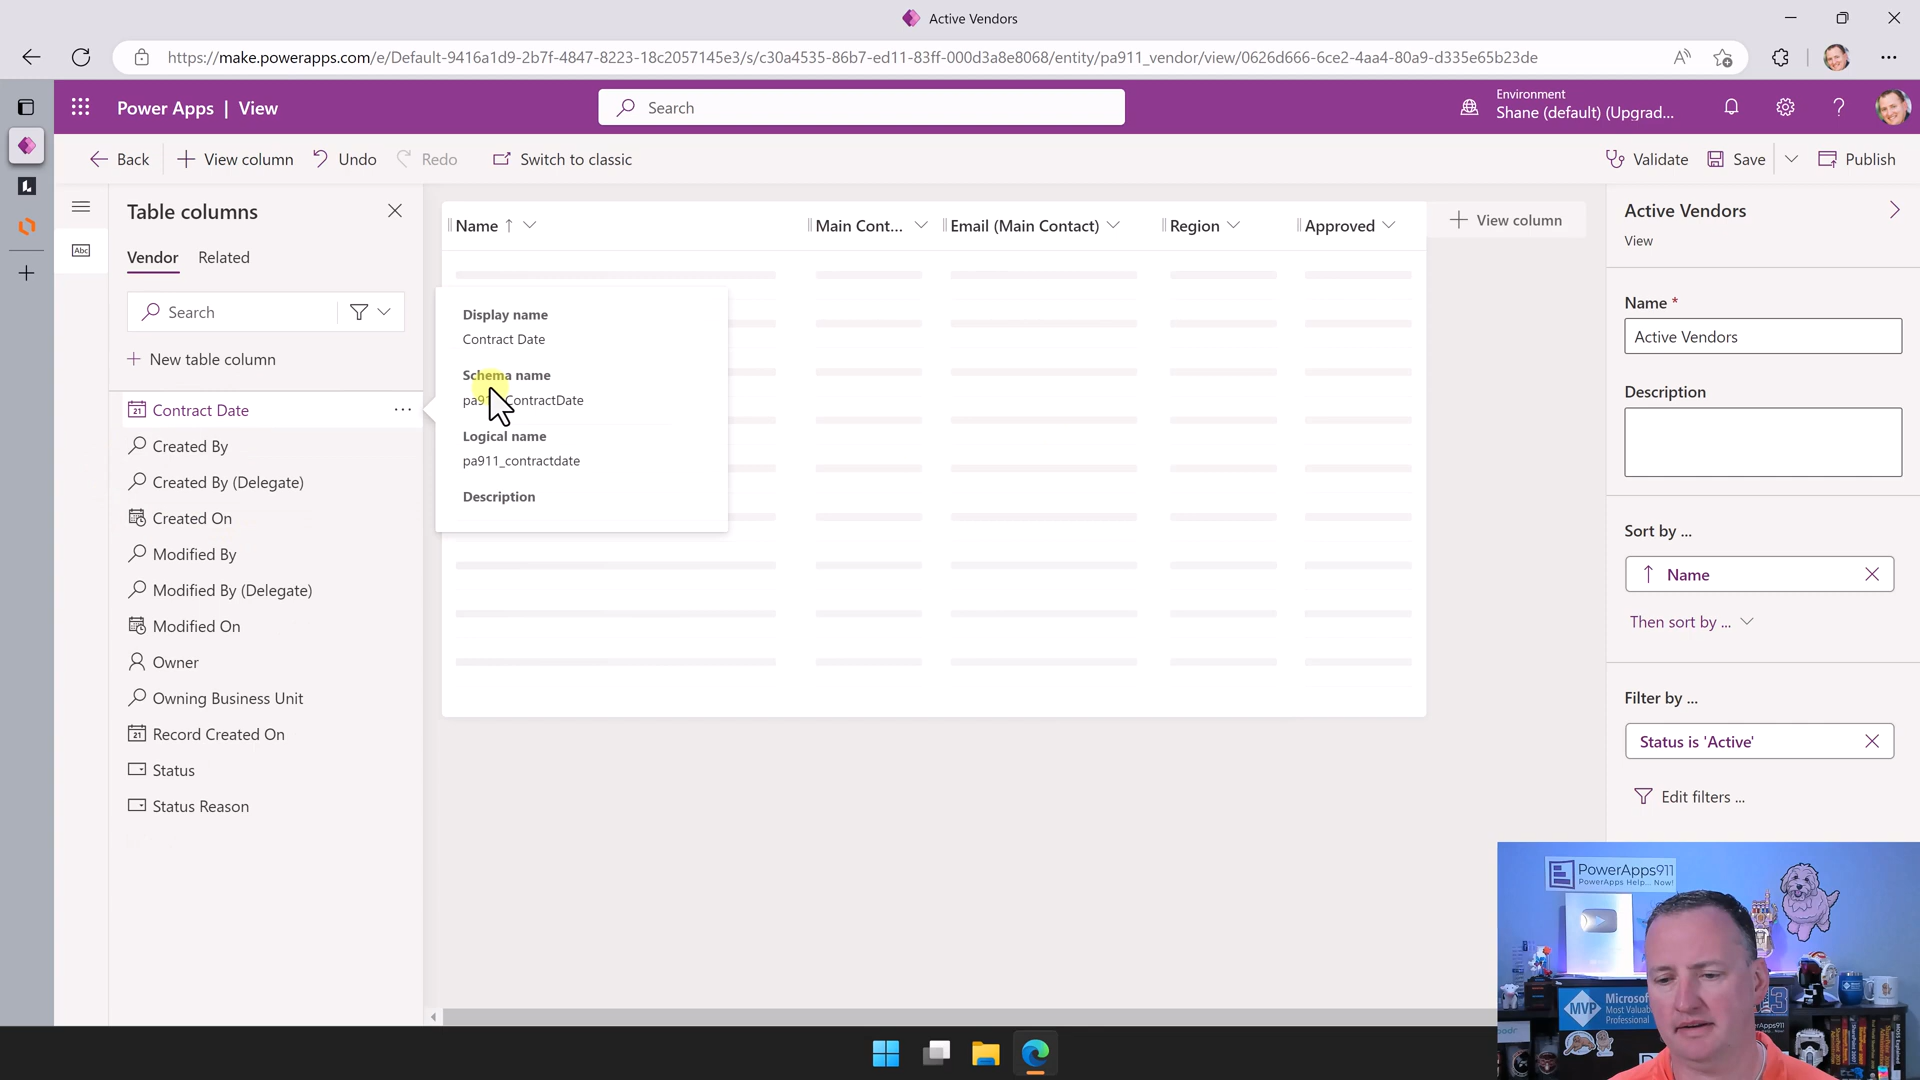 Active Vendors
https://make.powerapps.com/e/Default-9416a1d9-2b7f-4847-8223-18c2057145e3/s/c30a4535-86b7-ed11-83ff-000d3a8e8068/entity/pa911_vendor/view/0626d666-6ce2-4aa4-80a9-d335e65b23de
Power Apps | View
Search
Environment
Shane (default) (Upgrad...
Back
View column
Undo
Redo
Switch to classic
Validate
Save
Publish
Table columns
Vendor
Related
Search
New table column
Contract Date
Created By
Created By (Delegate)
Created On
Modified By
Modified By (Delegate)
Modified On
Owner
Owning Business Unit
Record Created On
Status
Status Reason
Abc
Name
Main Cont...
Email (Main Contact)
Region
Approved
View column
Display name
Contract Date
Schema name
Logical name
pa911_contractdate
Description
Active Vendors
View
Name *
Active Vendors
Description
Sort by ...
Name
Then sort by ...
Filter by ...
Status is 'Active'
Edit filters ...
PowerApps911
PowerApps Help... Now!
MVP
Microsoft
Most Valuable
Professional